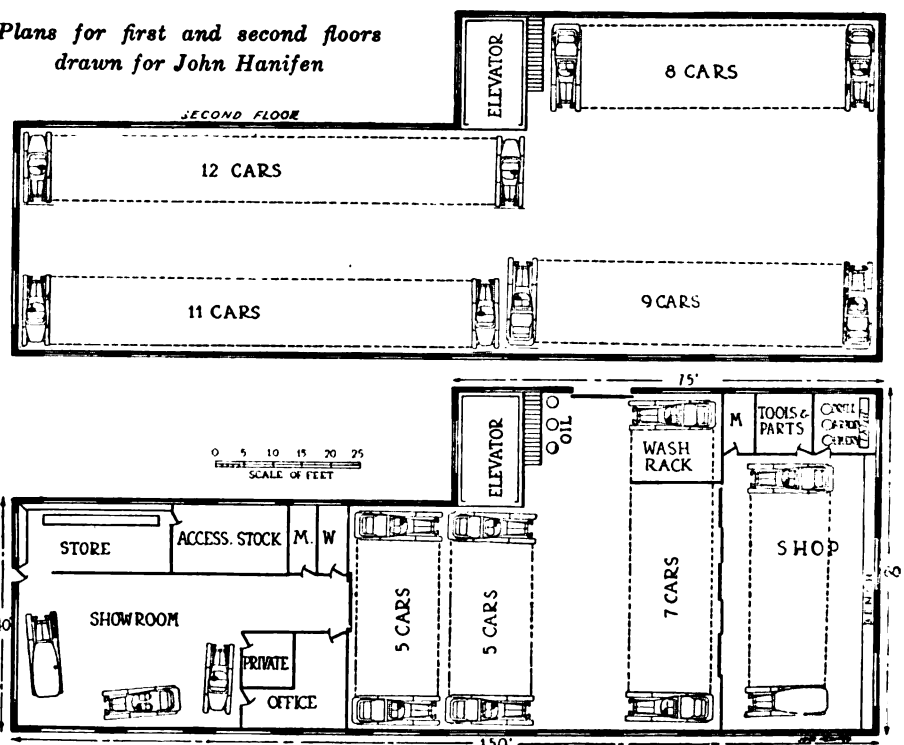 Plans for first and second floors
drawn for John Hanifen
SECOND FLOOR
ELEVATOR
8 CARS
12 CARS
11 CARS
9 CARS
75'
0 5 10 15 20 25
SCALE OF FEET
ELEVATOR
OIL
WASH
RACK
M
TOOLS &
PARTS
STORE
ACCESS. STOCK
M.
W
SHOWROOM
PRIVATE
OFFICE
5 CARS
5 CARS
7 CARS
SHOP
BENCH
150'